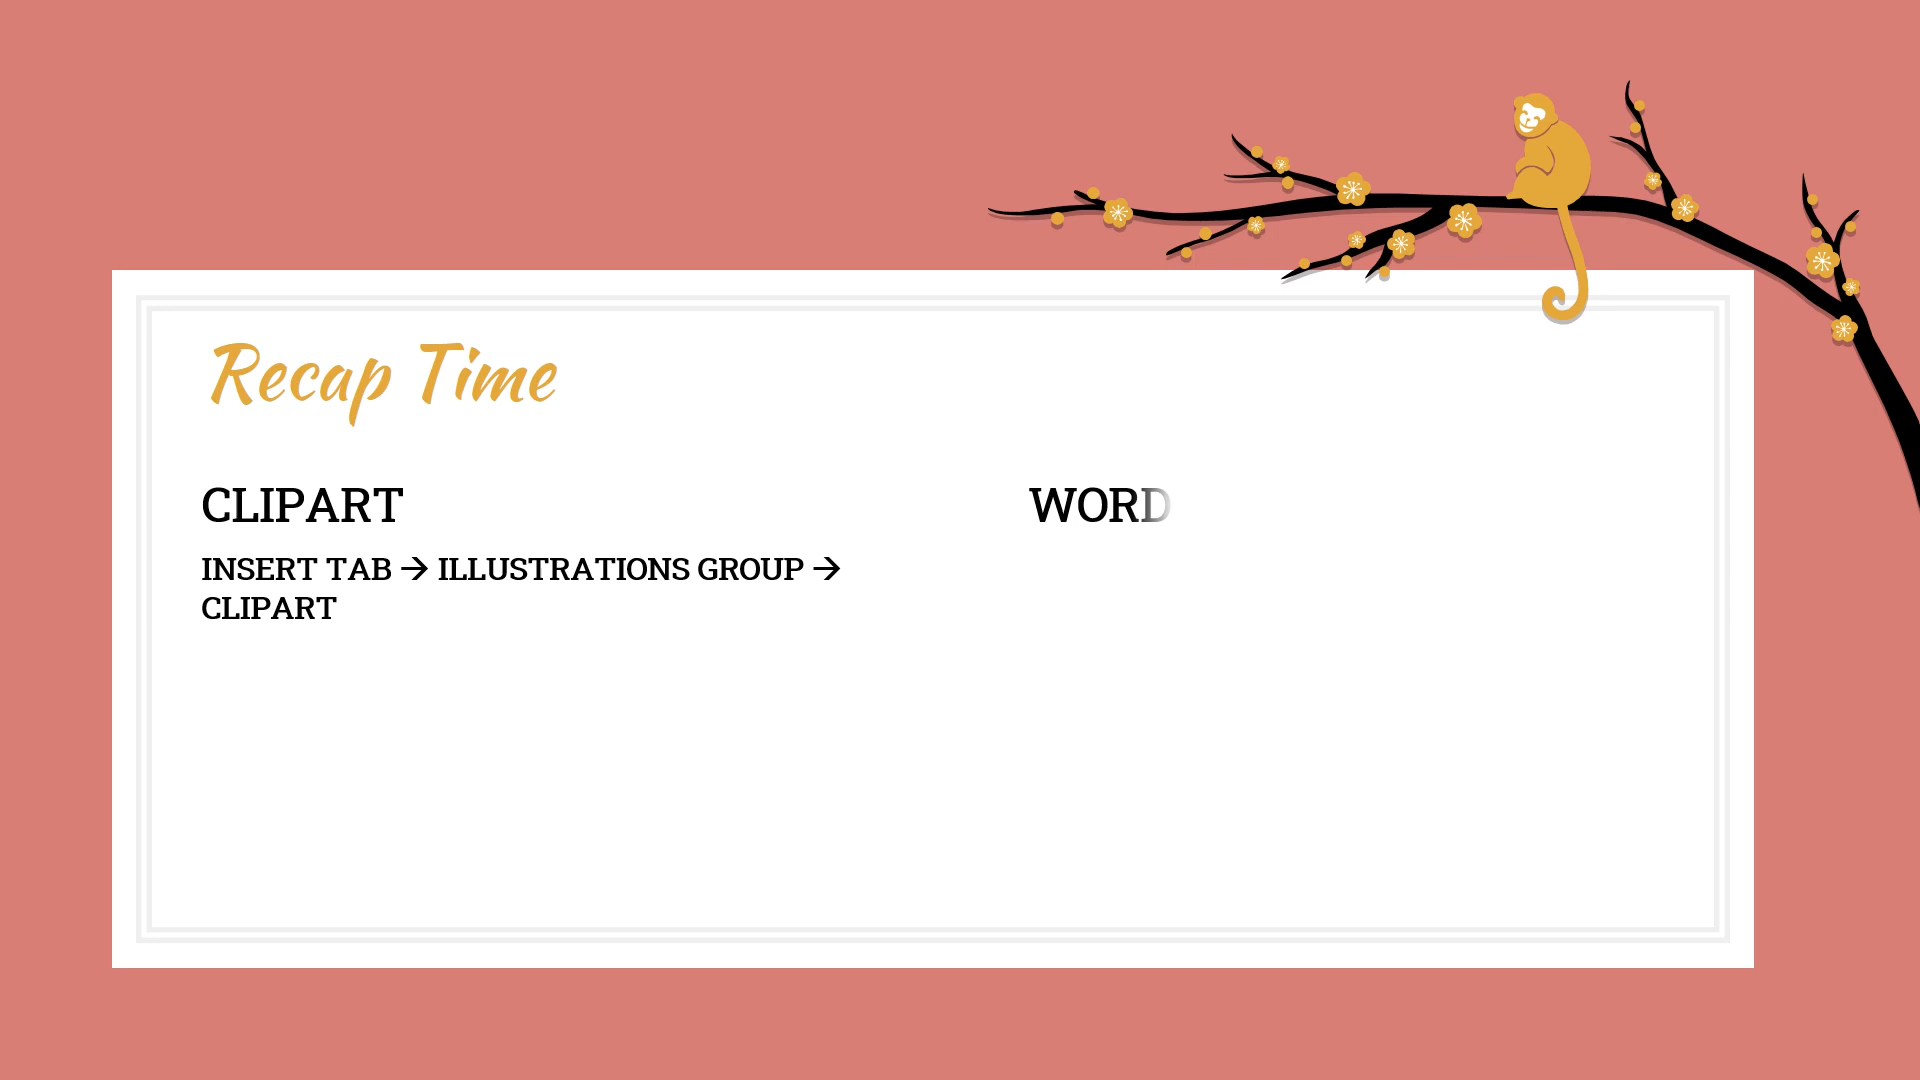 Recap Time
CLIPART
INSERT TAB → ILLUSTRATIONS GROUP →
CLIPART
WORD